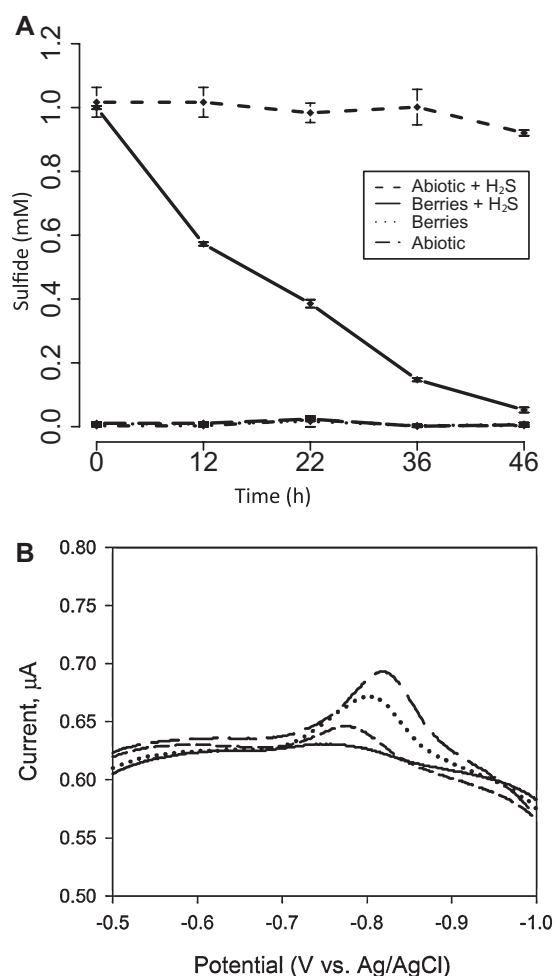 A
1.2
1.0
0.8
0.6
0.4
0.2
0.0
Sulfide (mM)
Abiotic + H₂S
Berries + H₂S
Berries
Abiotic
0 12 22 36 46
Time (h)
B
0.80
0.75
0.70
0.65
0.60
0.55
0.50
Current, μA
-0.5 -0.6 -0.7 -0.8 -0.9 -1.0
Potential (V vs. Ag/AgCl)